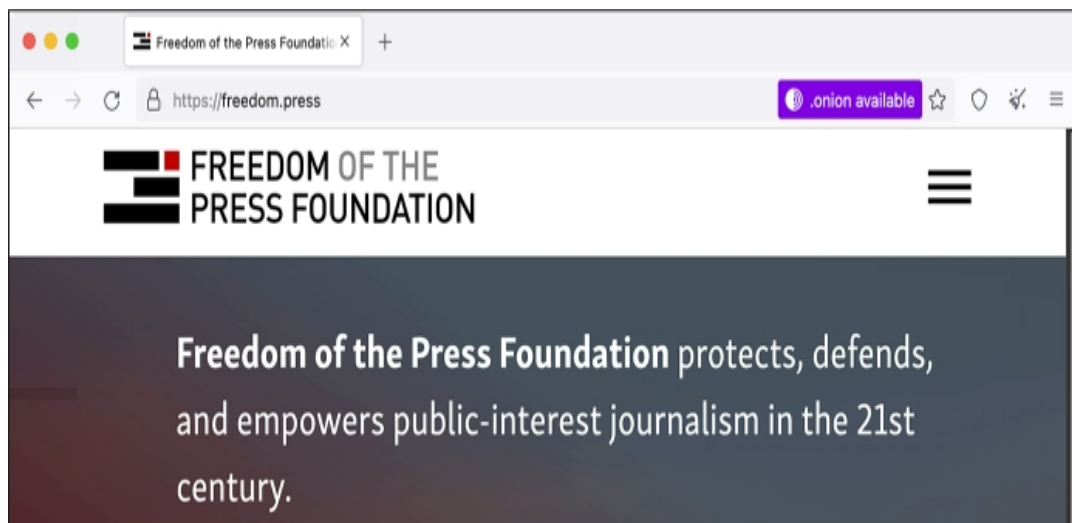 Freedom of the Press Foundatio
https://freedom.press
.onion available
FREEDOM OF THE
PRESS FOUNDATION
Freedom of the Press Foundation protects, defends,
and empowers public-interest journalism in the 21st
century.